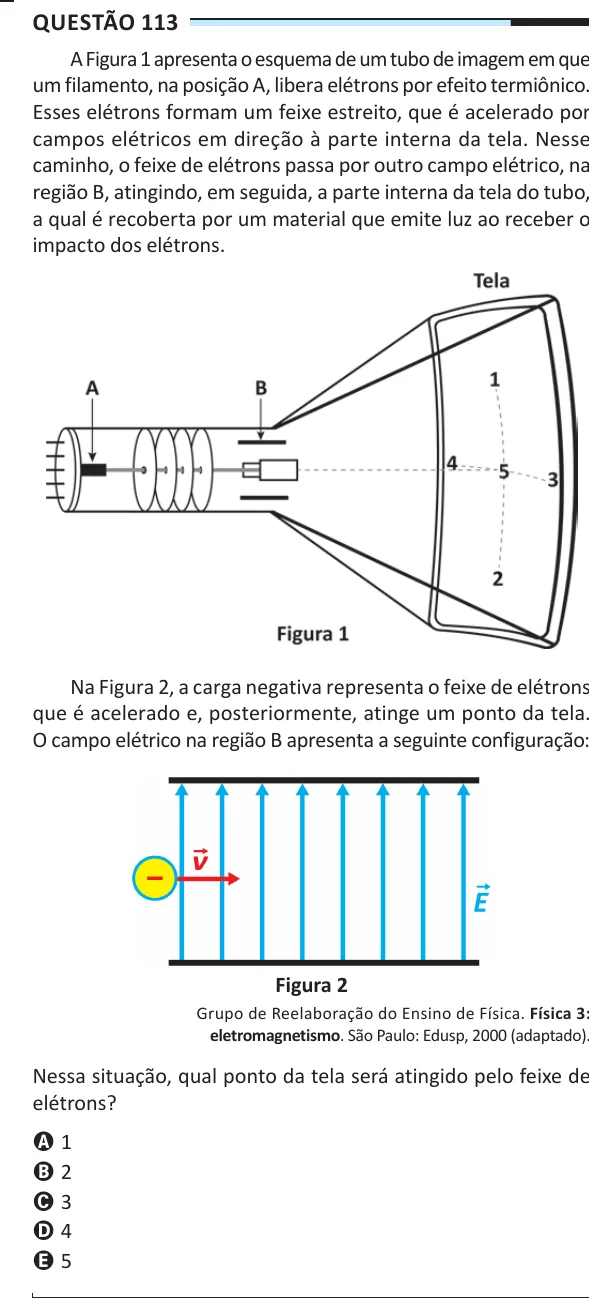 QUESTÃO 113
A Figura 1 apresenta o esquema de um tubo de imagem em que
um filamento, na posição A, libera elétrons por efeito termiônico.
Esses elétrons formam um feixe estreito, que é acelerado por
campos elétricos em direção à parte interna da tela. Nesse
caminho, o feixe de elétrons passa por outro campo elétrico, na
região B, atingindo, em seguida, a parte interna da tela do tubo,
a qual é recoberta por um material que emite luz ao receber o
impacto dos elétrons.
Tela
A
B
1
4
5
3
2
Figura 1
Na Figura 2, a carga negativa representa o feixe de elétrons
que é acelerado e, posteriormente, atinge um ponto da tela.
O campo elétrico na região B apresenta a seguinte configuração:
−
v⃗
E⃗
Figura 2
Grupo de Reelaboração do Ensino de Física. Física 3:
eletromagnetismo. São Paulo: Edusp, 2000 (adaptado).
Nessa situação, qual ponto da tela será atingido pelo feixe de
elétrons?
A 1
B 2
C 3
D 4
E 5